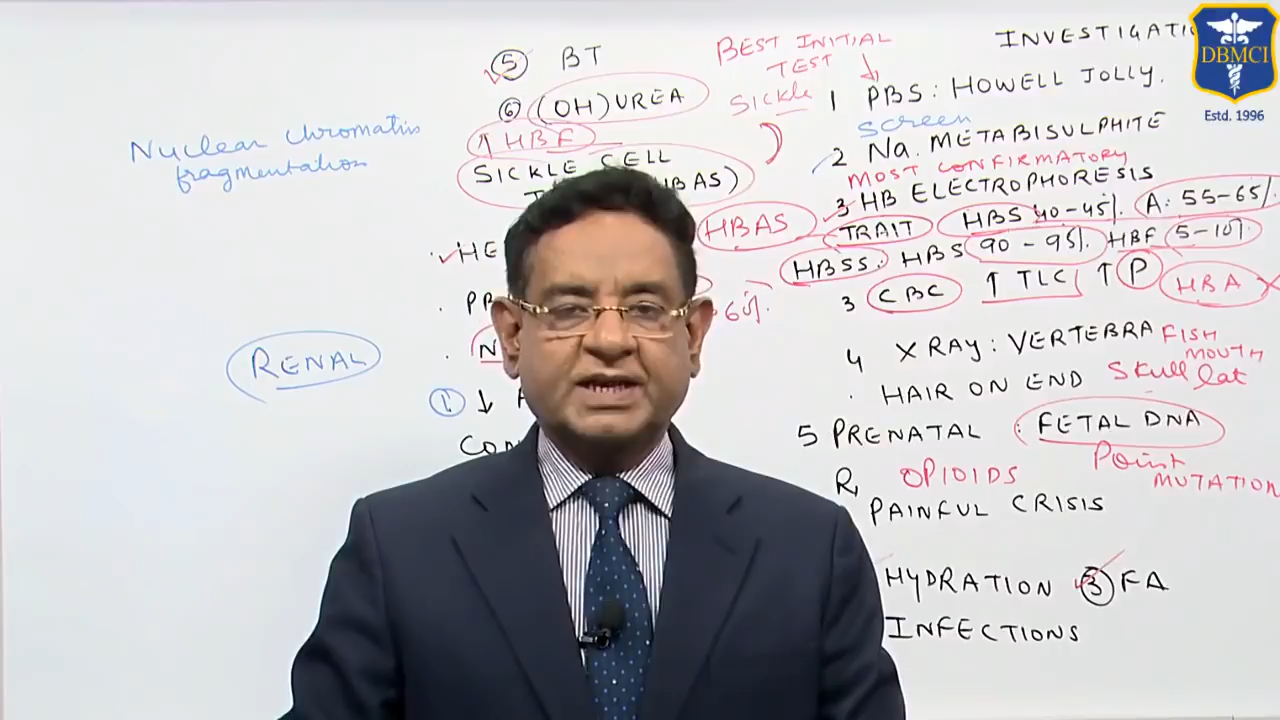 Nuclear chromatin
fragmentation
RENAL
5 BT
6 (OH) UREA
↑ HBF
SICKLE CELL
HBAS)
HBAS
60%.
1 ↓
BEST INITIAL
TEST
Sickle
INVESTIGATI
1 PBS: HOWELL JOLLY.
Screen
2 Na. METABISULPHITE
MOST CONFIRMATORY
3 HB ELECTROPHORESIS
TRAIT HBS 40-45%. A: 55-65%.
HBSS: HBS 90-95%. HBF 5-10%
3 CBC ↑ TLC ↑ P HBA X
4 X RAY: VERTEBRA FISH
MOUTH
. HAIR ON END Skull lat
5 PRENATAL : FETAL DNA
Point
MUTATION
R OPIOIDS
PAINFUL CRISIS
HYDRATION 3 FA
INFECTIONS
DBMCI
Estd. 1996